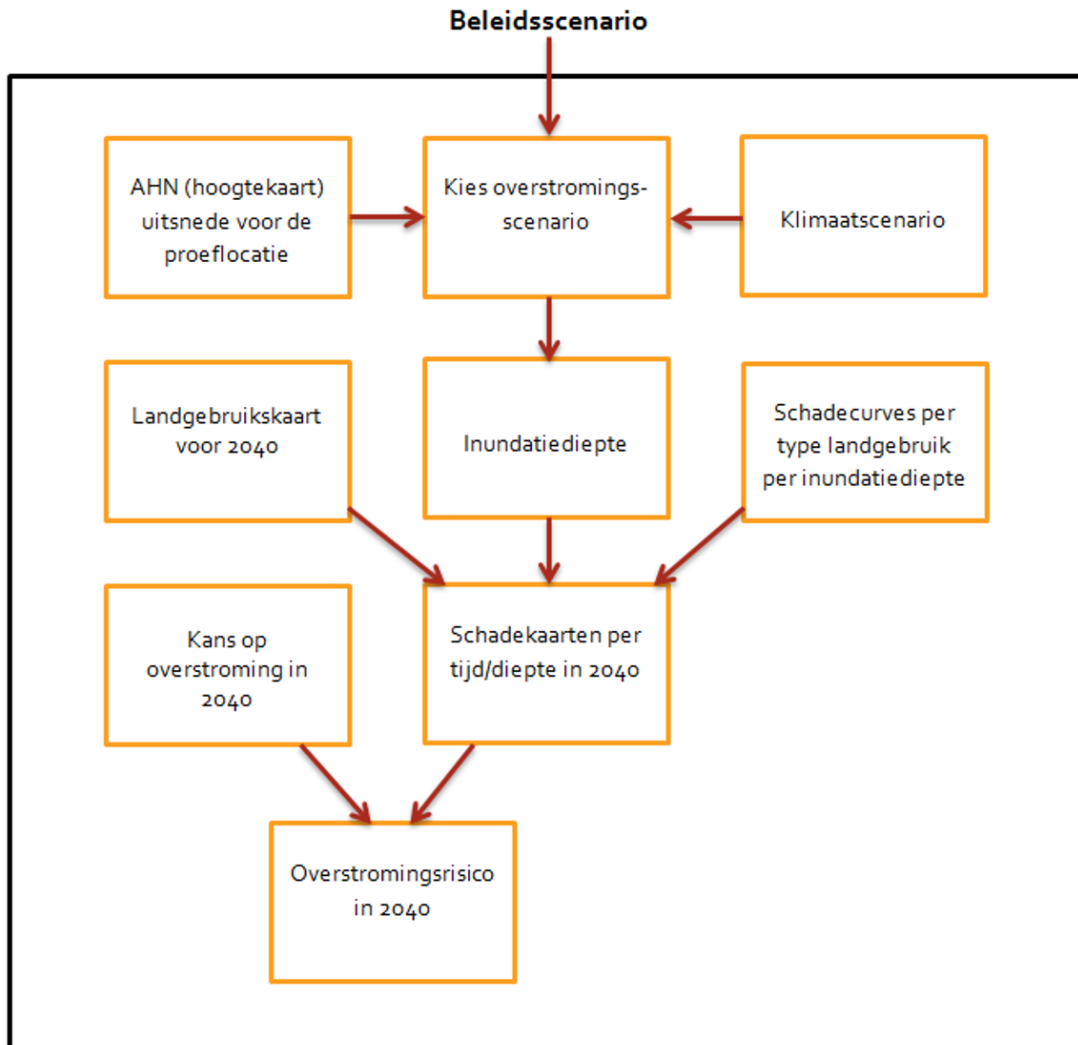 Beleidsscenario
AHN (hoogtekaart)
uitsnede voor de
proeflocatie
Kies overstromings-
scenario
Klimaatscenario
Landgebruikskaart
voor 2040
Inundatiediepte
Schadecurves per
type landgebruik
per inundatiediepte
Kans op
overstroming in
2040
Schadekaarten per
tijd/diepte in 2040
Overstromingsrisico
in 2040